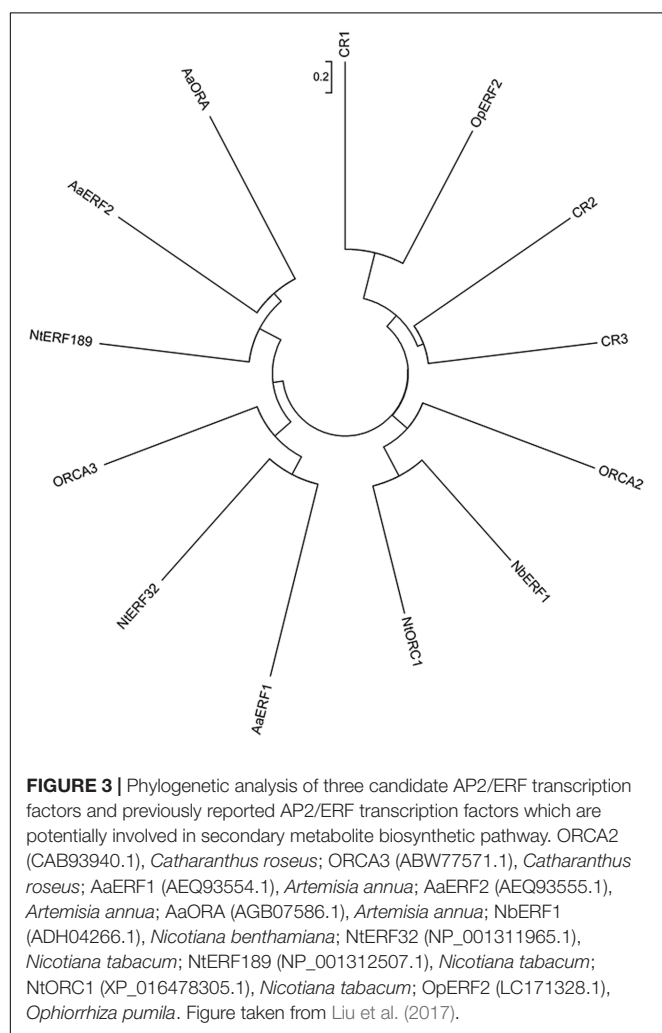 CR1
0.2
OpERF2
AaORA
CR2
AaERF2
CR3
NtERF189
ORCA2
ORCA3
NbERF1
NtERF32
NtORC1
AaERF1
FIGURE 3 | Phylogenetic analysis of three candidate AP2/ERF transcription
factors and previously reported AP2/ERF transcription factors which are
potentially involved in secondary metabolite biosynthetic pathway. ORCA2
(CAB93940.1), Catharanthus roseus; ORCA3 (ABW77571.1), Catharanthus
roseus; AaERF1 (AEQ93554.1), Artemisia annua; AaERF2 (AEQ93555.1),
Artemisia annua; AaORA (AGB07586.1), Artemisia annua; NbERF1
(ADH04266.1), Nicotiana benthamiana; NtERF32 (NP_001311965.1),
Nicotiana tabacum; NtERF189 (NP_001312507.1), Nicotiana tabacum;
NtORC1 (XP_016478305.1), Nicotiana tabacum; OpERF2 (LC171328.1),
Ophiorrhiza pumila. Figure taken from Liu et al. (2017).